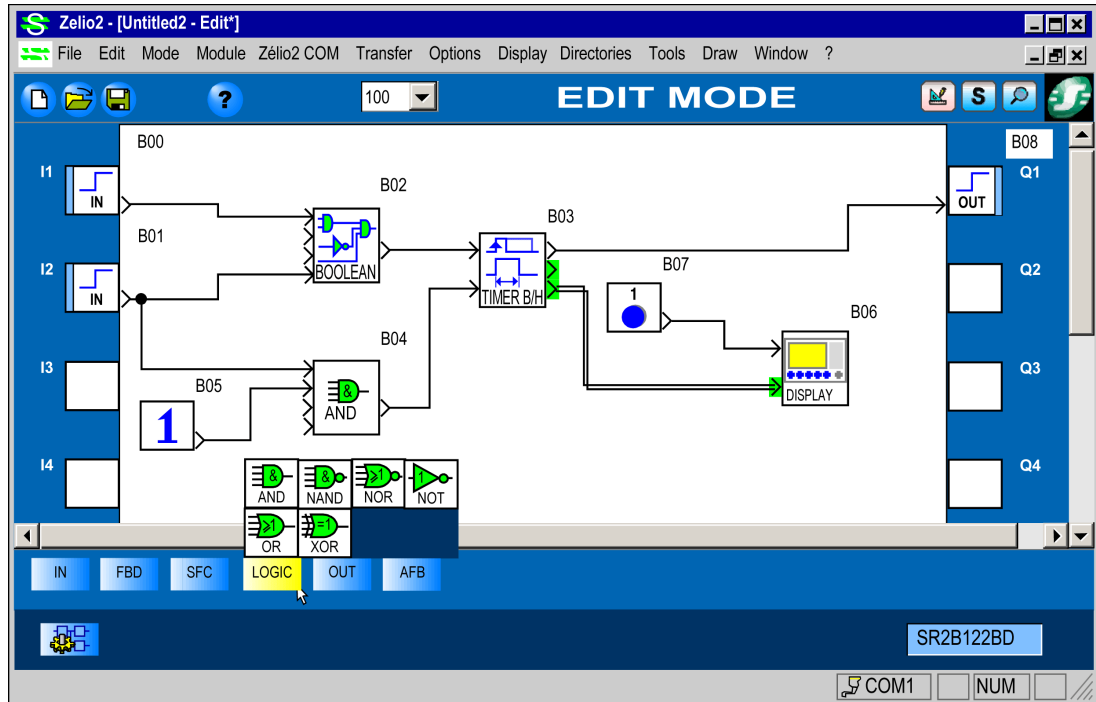 Zelio2 - [Untitled2 - Edit*]
File Edit Mode Module Zélio2 COM Transfer Options Display Directories Tools Draw Window ?
? 100 EDIT MODE S
B00 B08
I1 IN B02 OUT Q1
B01 BOOLEAN B03
I2 IN TIMER B/H B07 Q2
1 B06
B04
I3 B05 & AND DISPLAY Q3
1
I4 Q4
& AND & NAND ≥1 NOR 1 NOT
≥1 OR =1 XOR
IN FBD SFC LOGIC OUT AFB
SR2B122BD
COM1 NUM